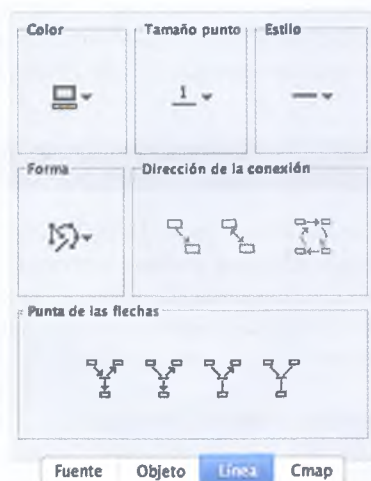 Color Tamaño punto Estilo
1
Forma Dirección de la conexión
Punta de las flechas
Fuente Objeto Línea Cmap